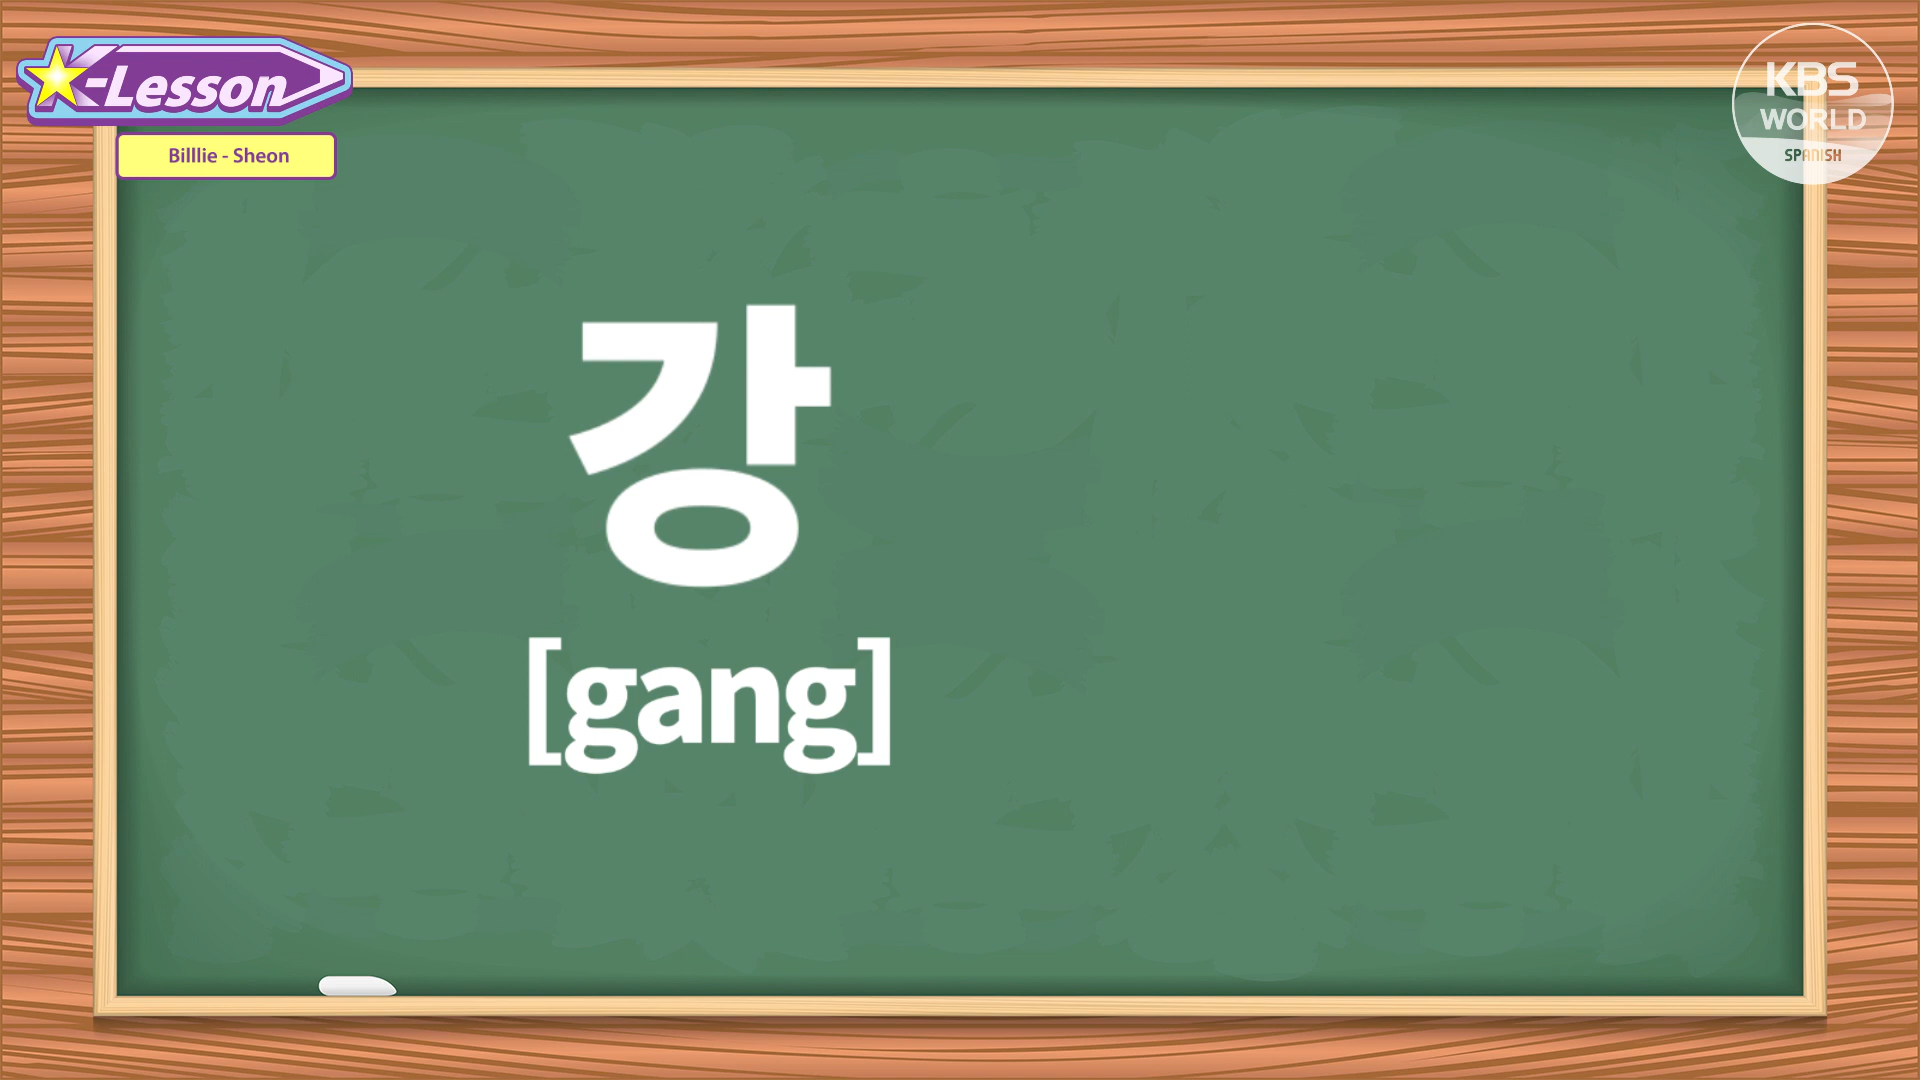 K-Lesson
Billlie - Sheon
KBS
WORLD
SPANISH
강
[gang]